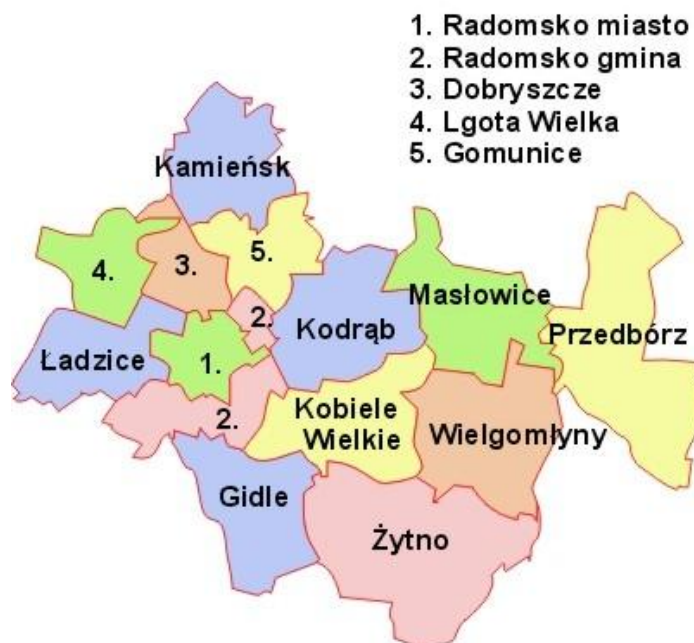 1. Radomsko miasto
2. Radomsko gmina
3. Dobryszcze
4. Lgota Wielka
5. Gomunice
Kamieńsk
4.
3.
5.
Masłowice
2.
Kodrąb
Przedbórz
Ładzice
1.
2.
Kobiele
Wielkie
Wielgomłyny
Gidle
Żytno